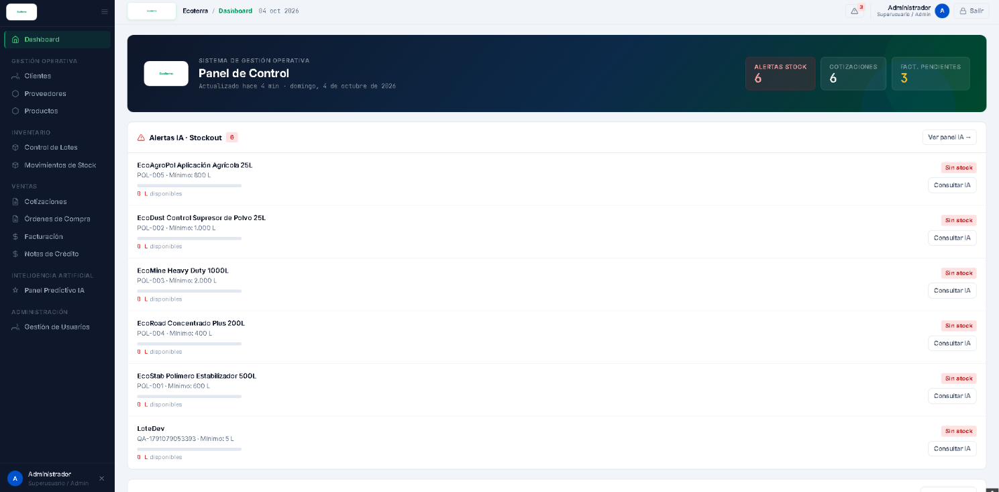 Ecoterra
Dashboard
GESTIÓN OPERATIVA
Clientes
Proveedores
Productos
INVENTARIO
Control de Lotes
Movimientos de Stock
VENTAS
Cotizaciones
Órdenes de Compra
Facturación
Notas de Crédito
INTELIGENCIA ARTIFICIAL
Panel Predictivo IA
ADMINISTRACIÓN
Gestión de Usuarios
A
Administrador
Superusuario / Admin
Ecoterra
Ecoterra / Dashboard 04 oct 2026
3
Administrador
Superusuario / Admin
A
Salir
EcoTerra
SISTEMA DE GESTIÓN OPERATIVA
Panel de Control
Actualizado hace 4 min · domingo, 4 de octubre de 2026
ALERTAS STOCK
6
COTIZACIONES
6
FACT. PENDIENTES
3
Alertas IA · Stockout 6
Ver panel IA →
EcoAgroPol Aplicación Agrícola 25L
POL-005 · Mínimo: 800 L
0 L disponibles
Sin stock
Consultar IA
EcoDust Control Supresor de Polvo 25L
POL-002 · Mínimo: 1.000 L
0 L disponibles
Sin stock
Consultar IA
EcoMine Heavy Duty 1000L
POL-003 · Mínimo: 2.000 L
0 L disponibles
Sin stock
Consultar IA
EcoRoad Concentrado Plus 200L
POL-004 · Mínimo: 400 L
0 L disponibles
Sin stock
Consultar IA
EcoStab Polímero Estabilizador 500L
POL-001 · Mínimo: 600 L
0 L disponibles
Sin stock
Consultar IA
LoteDev
QA-1791079053393 · Mínimo: 5 L
0 L disponibles
Sin stock
Consultar IA